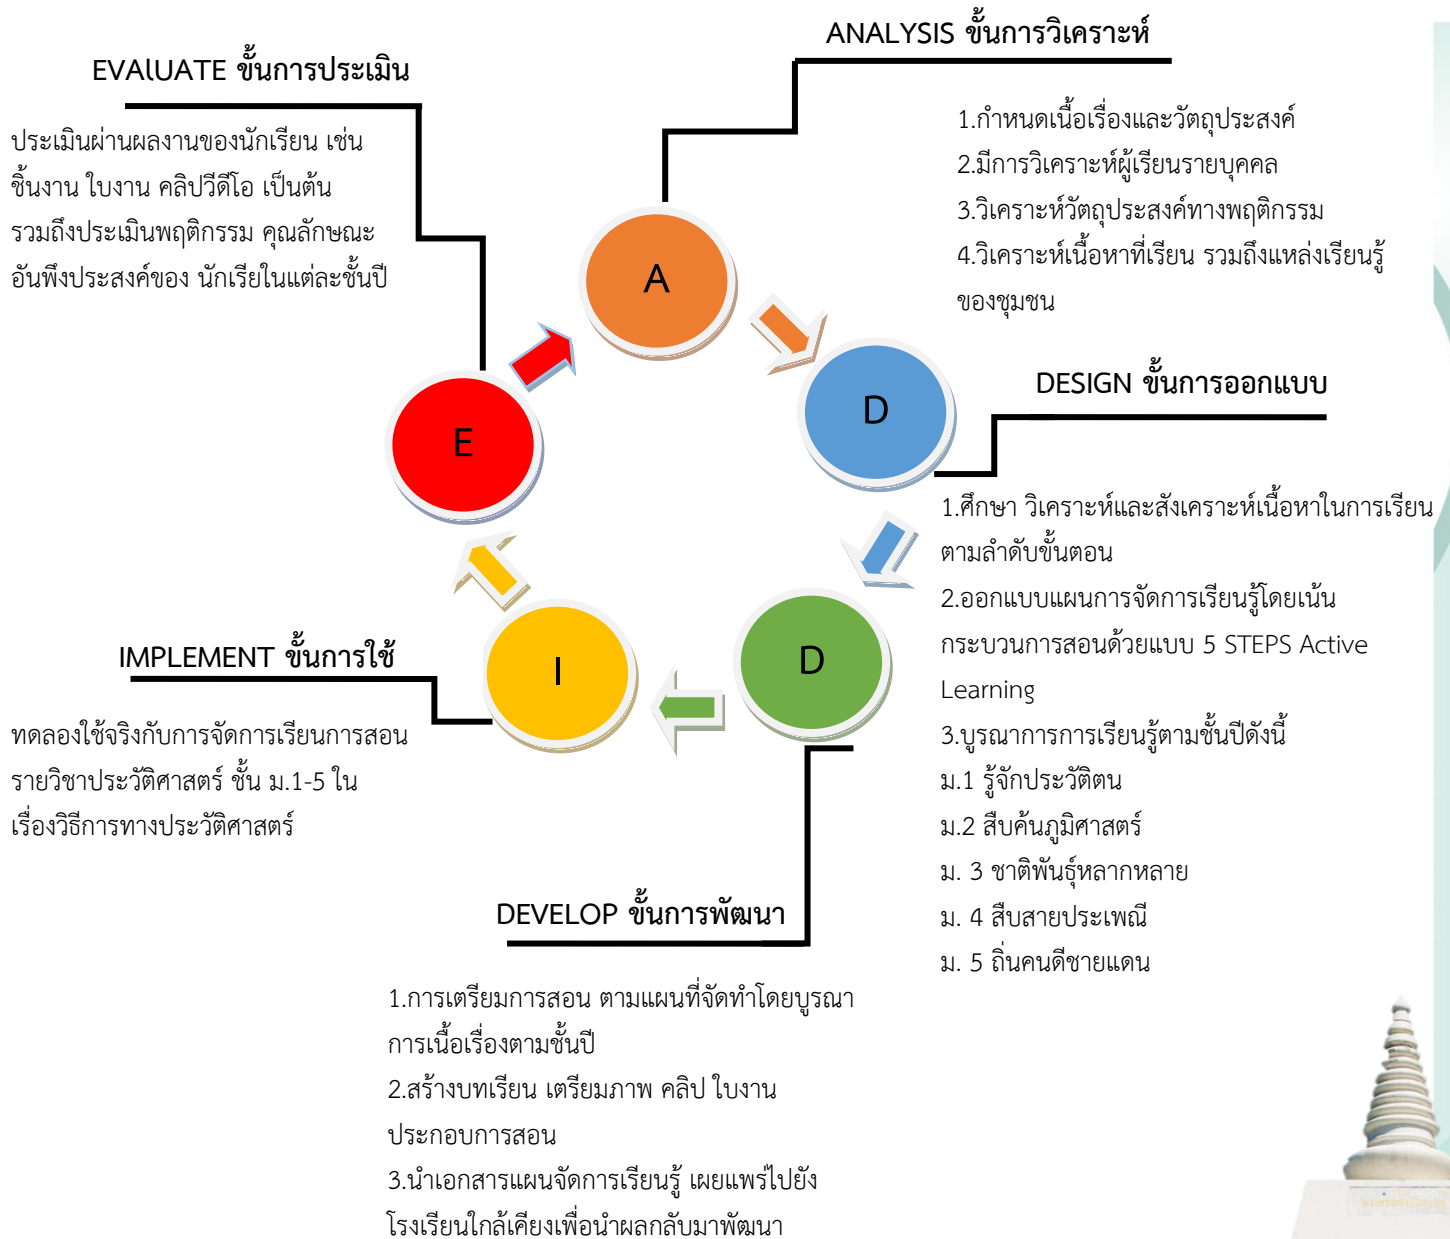 ANALYSIS ขั้นการวิเคราะห์
1.กำหนดเนื้อเรื่องและวัตถุประสงค์
2.มีการวิเคราะห์ผู้เรียนรายบุคคล
3.วิเคราะห์วัตถุประสงค์ทางพฤติกรรม
4.วิเคราะห์เนื้อหาที่เรียน รวมถึงแหล่งเรียนรู้
ของชุมชน
EVAlUATE ขั้นการประเมิน
ประเมินผ่านผลงานของนักเรียน เช่น
ชิ้นงาน ใบงาน คลิปวีดีโอ เป็นต้น
รวมถึงประเมินพฤติกรรม คุณลักษณะ
อันพึงประสงค์ของ นักเรียในแต่ละชั้นปี
A
D
E
I
D
DESIGN ขั้นการออกแบบ
1.ศึกษา วิเคราะห์และสังเคราะห์เนื้อหาในการเรียน
ตามลำดับขั้นตอน
2.ออกแบบแผนการจัดการเรียนรู้โดยเน้น
กระบวนการสอนด้วยแบบ 5 STEPS Active
Learning
3.บูรณาการการเรียนรู้ตามชั้นปีดังนี้
ม.1 รู้จักประวัติตน
ม.2 สืบค้นภูมิศาสตร์
ม. 3 ชาติพันธุ์หลากหลาย
ม. 4 สืบสายประเพณี
ม. 5 ถิ่นคนดีชายแดน
IMPLEMENT ขั้นการใช้
ทดลองใช้จริงกับการจัดการเรียนการสอน
รายวิชาประวัติศาสตร์ ชั้น ม.1-5 ใน
เรื่องวิธีการทางประวัติศาสตร์
DEVELOP ขั้นการพัฒนา
1.การเตรียมการสอน ตามแผนที่จัดทำโดยบูรณา
การเนื้อเรื่องตามชั้นปี
2.สร้างบทเรียน เตรียมภาพ คลิป ใบงาน
ประกอบการสอน
3.นำเอกสารแผนจัดการเรียนรู้ เผยแพร่ไปยัง
โรงเรียนใกล้เคียงเพื่อนำผลกลับมาพัฒนา